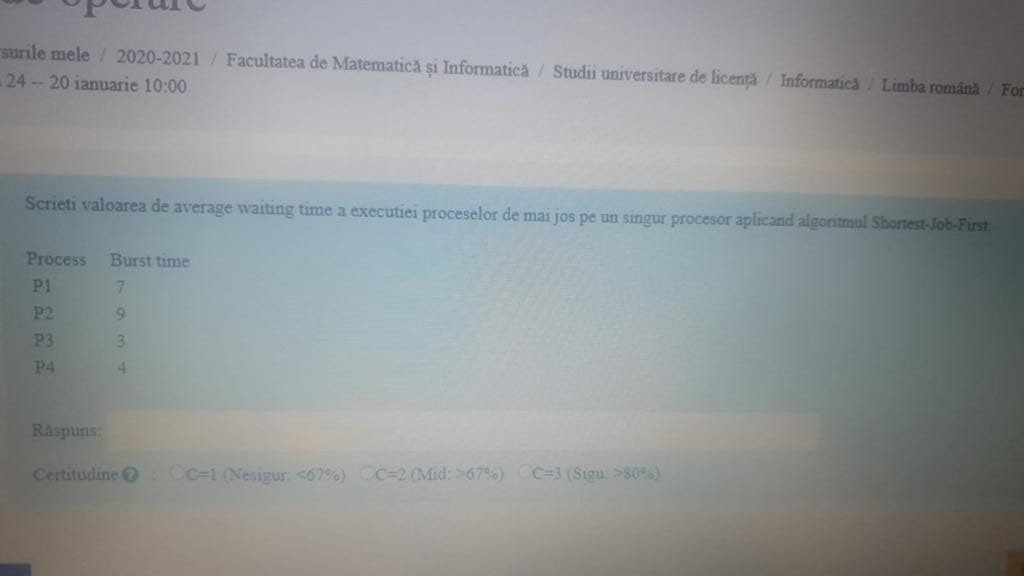 de operare
surile mele / 2020-2021 / Facultatea de Matematică și Informatică / Studii universitare de licență / Informatică / Limba română / For
24 -- 20 ianuarie 10:00
Scrieti valoarea de average waiting time a executiei proceselor de mai jos pe un singur procesor aplicand algoritmul Shortest-Job-First:
Process Burst time
P1 7
P2 9
P3 3
P4 4
Răspuns:
Certitudine ? : C=1 (Nesigur: <67%) C=2 (Mid: >67%) C=3 (Sigu: >80%)